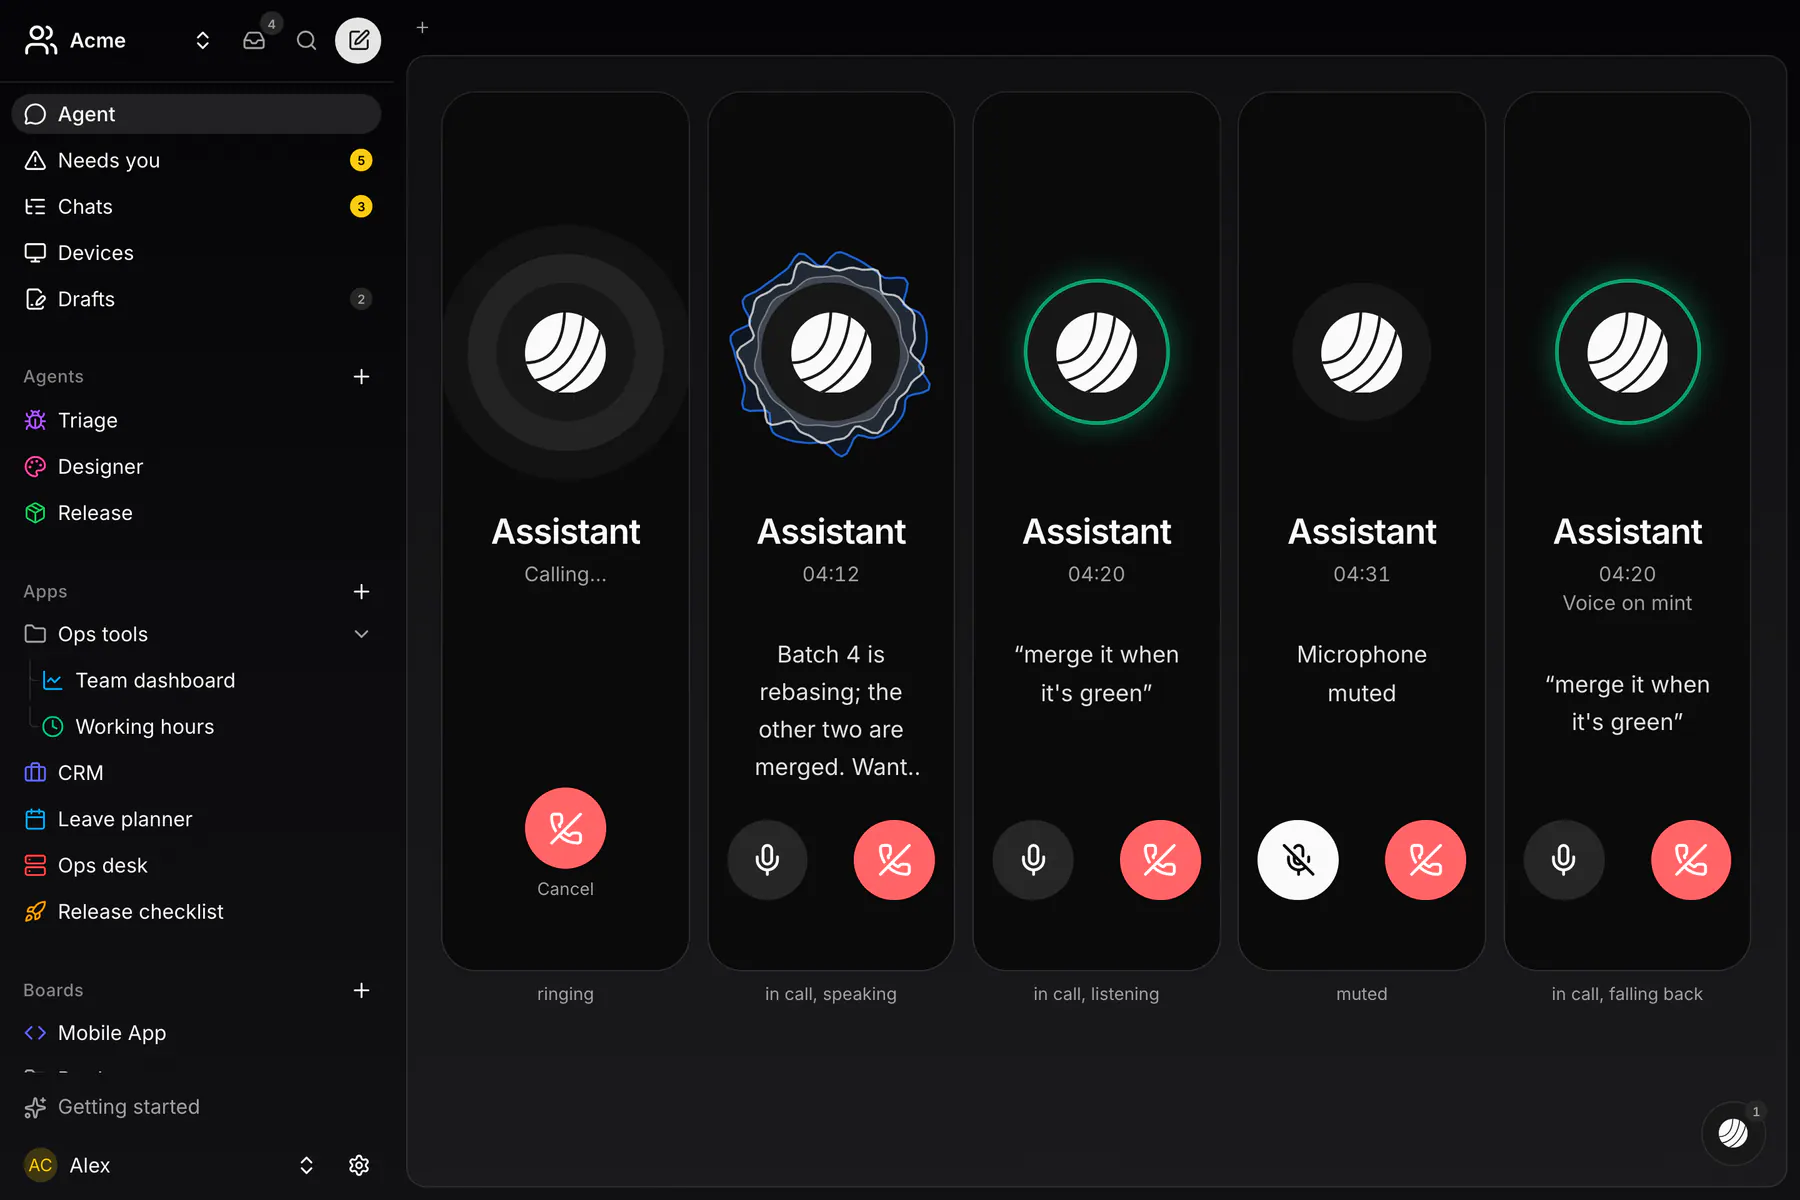 Acme
4
Agent
Needs you
5
Chats
3
Devices
Drafts
2
Agents
Triage
Designer
Release
Apps
Ops tools
Team dashboard
Working hours
CRM
Leave planner
Ops desk
Release checklist
Boards
Mobile App
Getting started
AC
Alex
Assistant
Calling...
Cancel
ringing
Assistant
04:12
Batch 4 is
rebasing; the
other two are
merged. Want..
in call, speaking
Assistant
04:20
“merge it when
it's green”
in call, listening
Assistant
04:31
Microphone
muted
muted
Assistant
04:20
Voice on mint
“merge it when
it's green”
in call, falling back
1